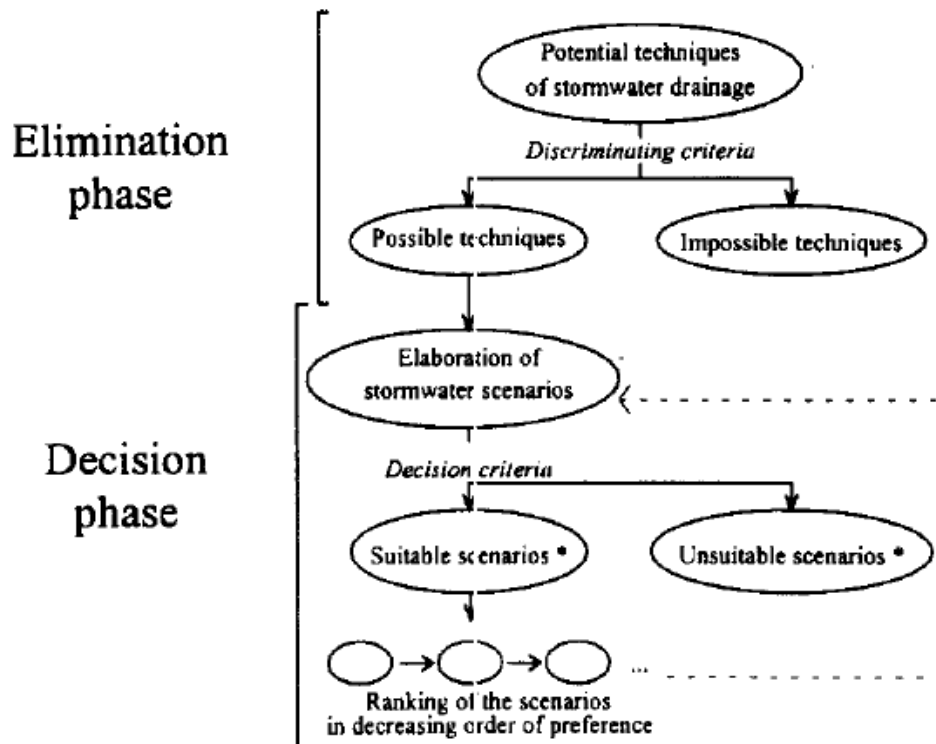 Elimination
phase
Potential techniques
of stormwater drainage
Discriminating criteria
Possible techniques
Impossible techniques
Elaboration of
stormwater scenarios
Decision
phase
Decision criteria
Suitable scenarios *
Unsuitable scenarios *
...
Ranking of the scenarios
in decreasing order of preference